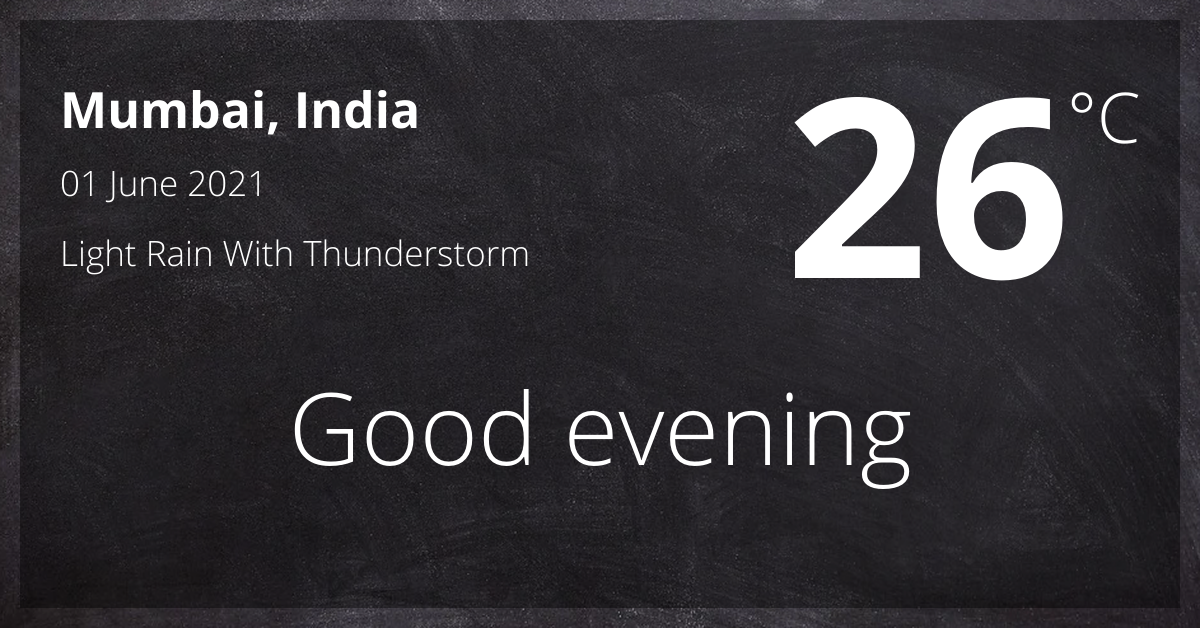 Mumbai, India
26 °C
01 June 2021
Light Rain With Thunderstorm
Good evening